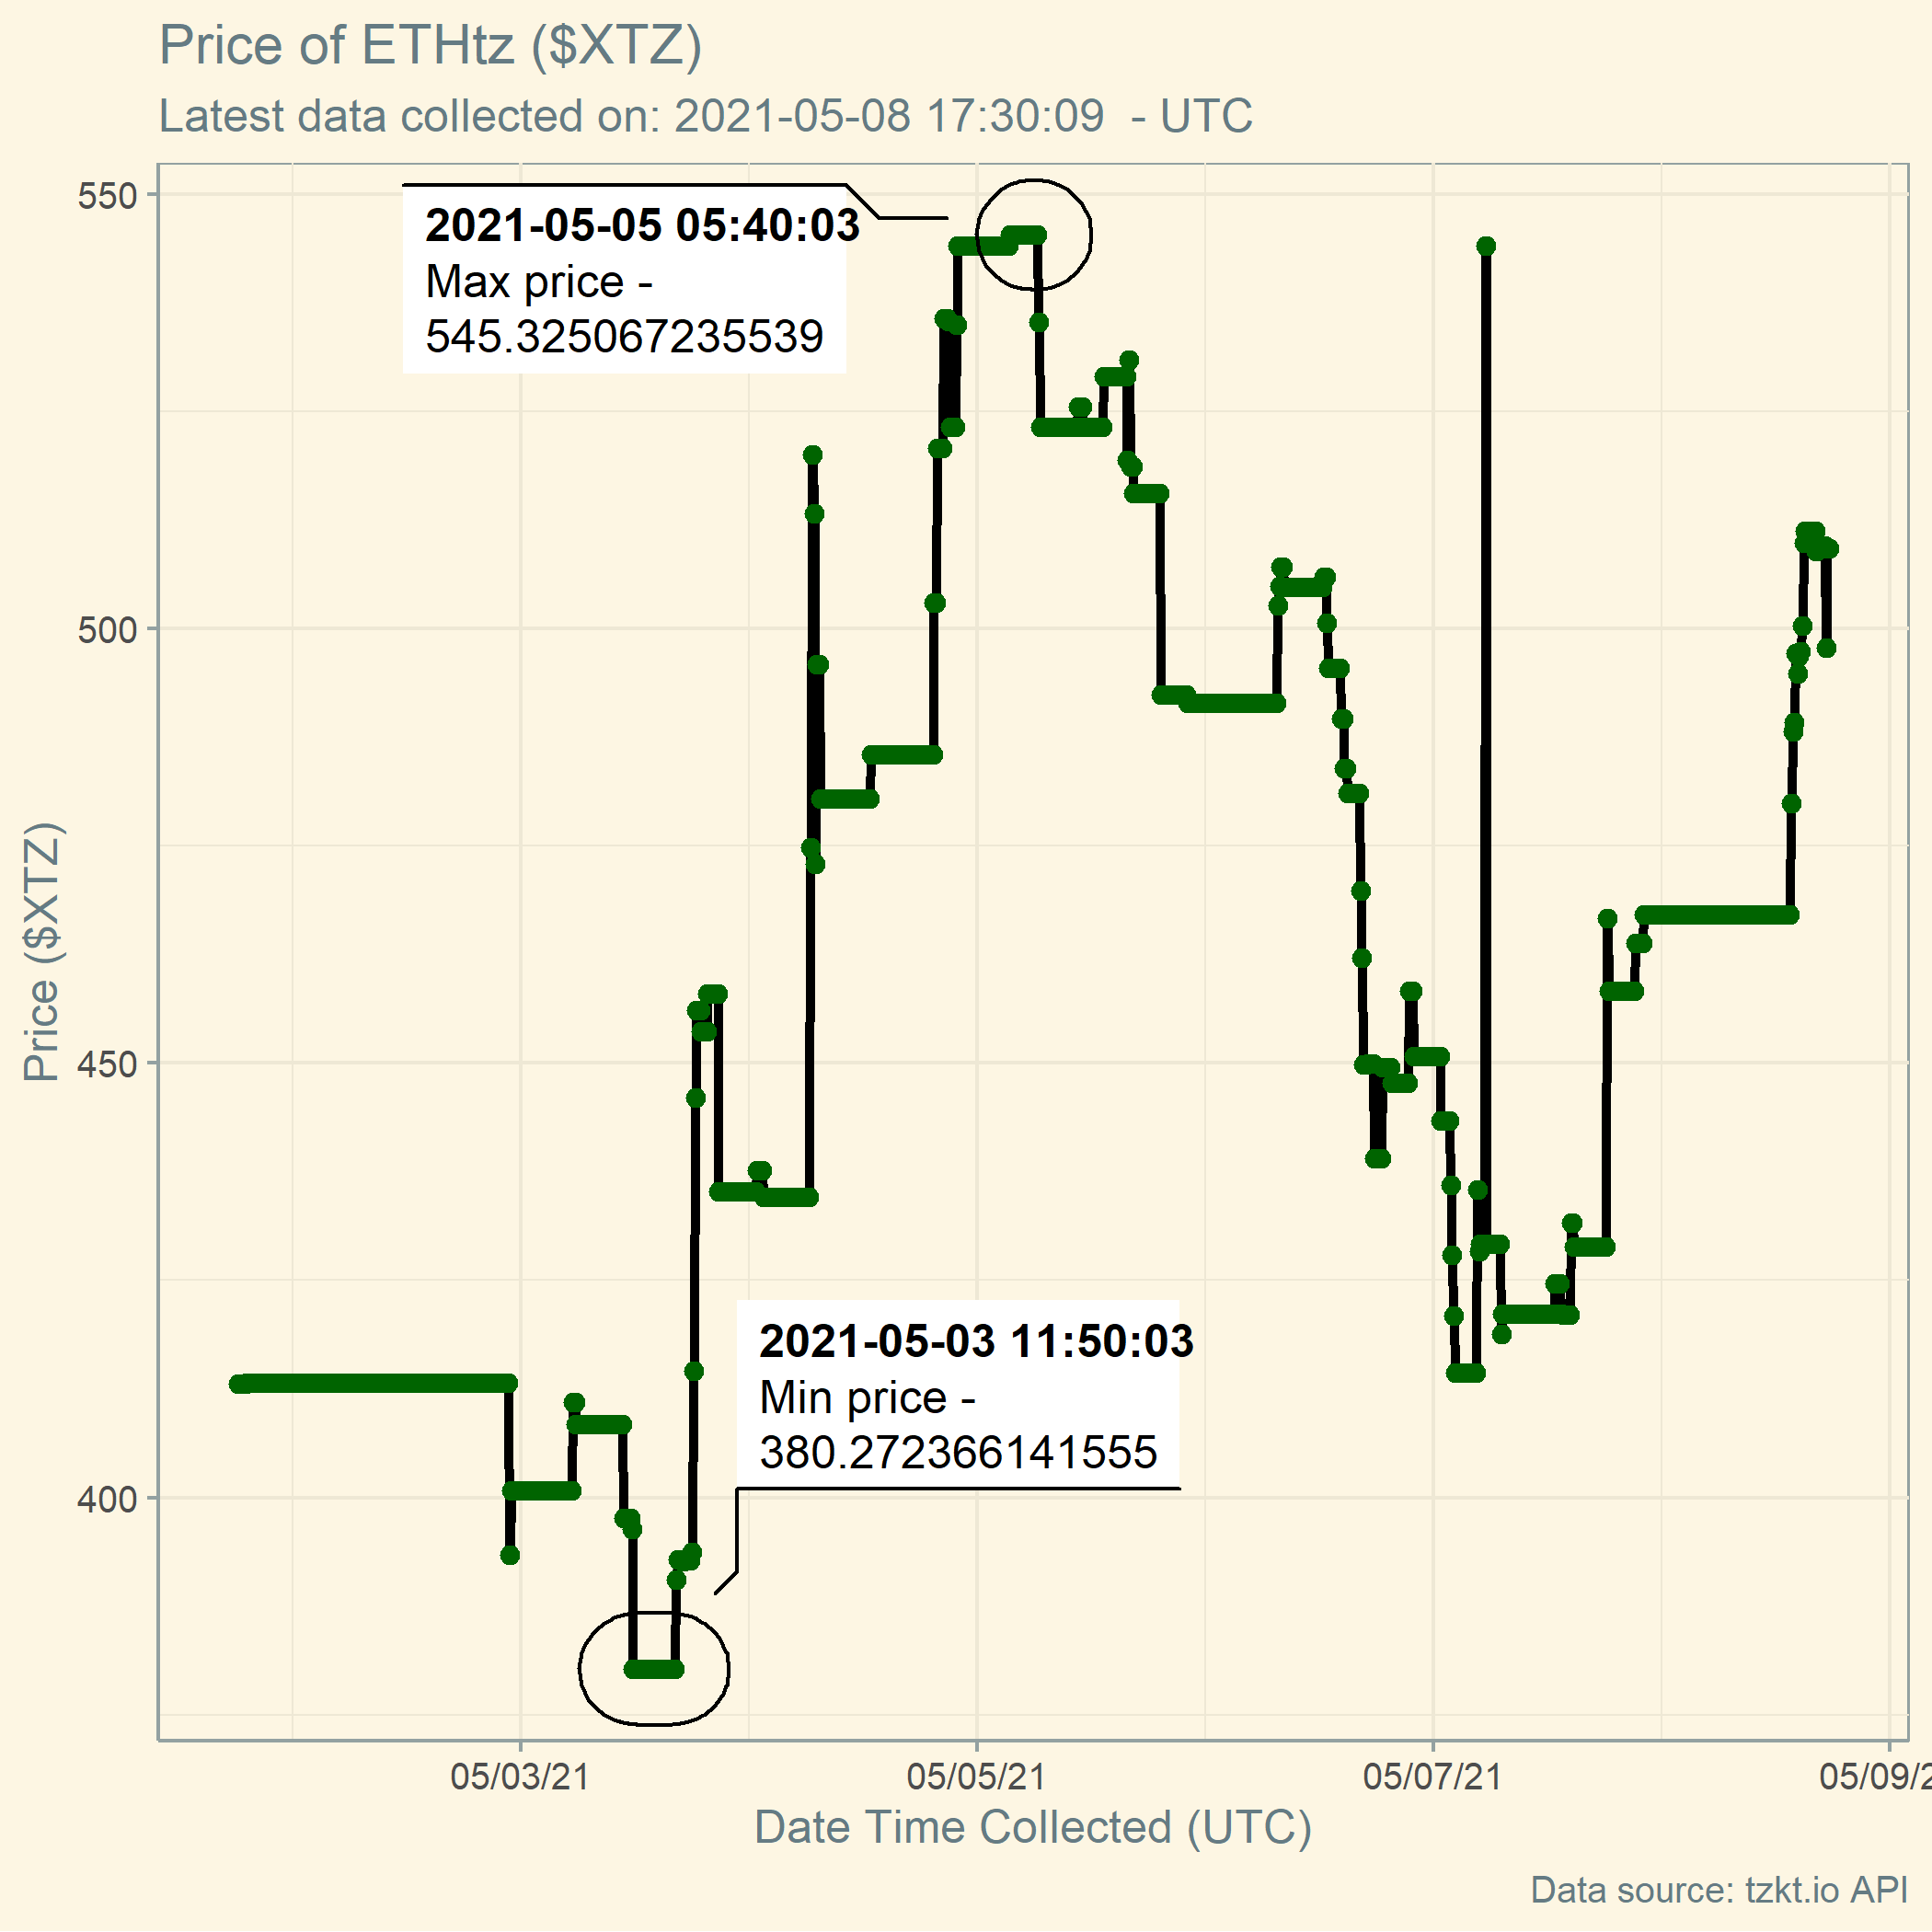 Price of ETHtz ($XTZ)
Latest data collected on: 2021-05-08 17:30:09 - UTC
550
500
450
400
Price ($XTZ)
2021-05-05 05:40:03
Max price -
545.325067235539
2021-05-03 11:50:03
Min price -
380.272366141555
05/03/21
05/05/21
05/07/21
05/09/2
Date Time Collected (UTC)
Data source: tzkt.io API